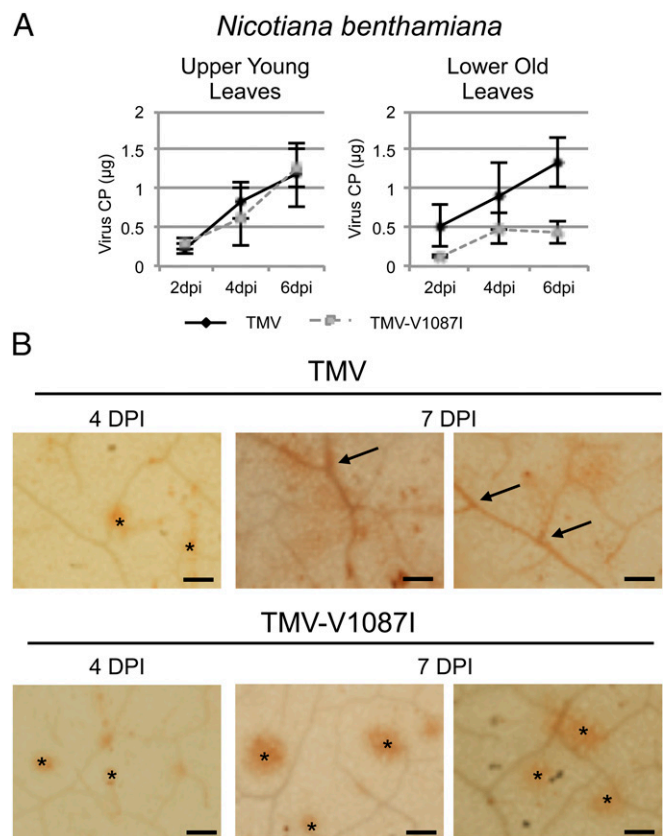 A
Nicotiana benthamiana
Upper Young
Leaves
Lower Old
Leaves
Virus CP (µg)
2
1.5
1
0.5
0
2dpi 4dpi 6dpi
Virus CP (µg)
2
1.5
1
0.5
0
2dpi 4dpi 6dpi
TMV TMV-V1087I
B
TMV
4 DPI 7 DPI
* *
TMV-V1087I
4 DPI 7 DPI
* * * * * * * *